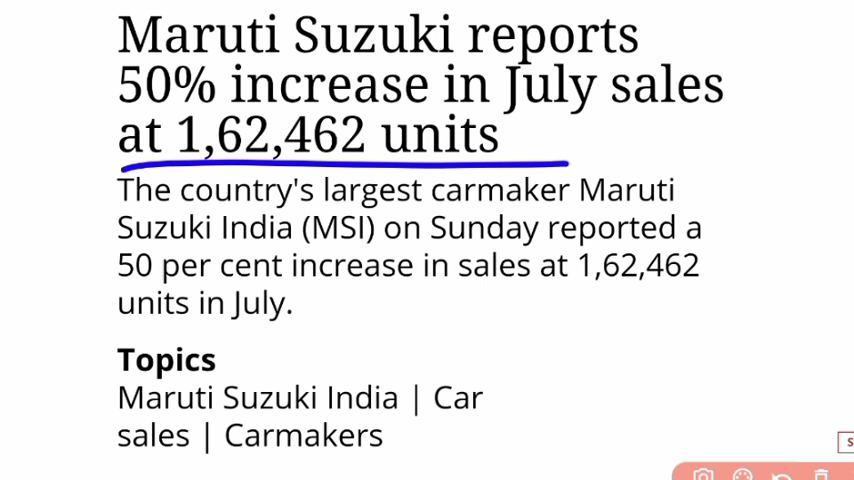 Maruti Suzuki reports
50% increase in July sales
at 1,62,462 units
The country's largest carmaker Maruti
Suzuki India (MSI) on Sunday reported a
50 per cent increase in sales at 1,62,462
units in July.
Topics
Maruti Suzuki India | Car
sales | Carmakers